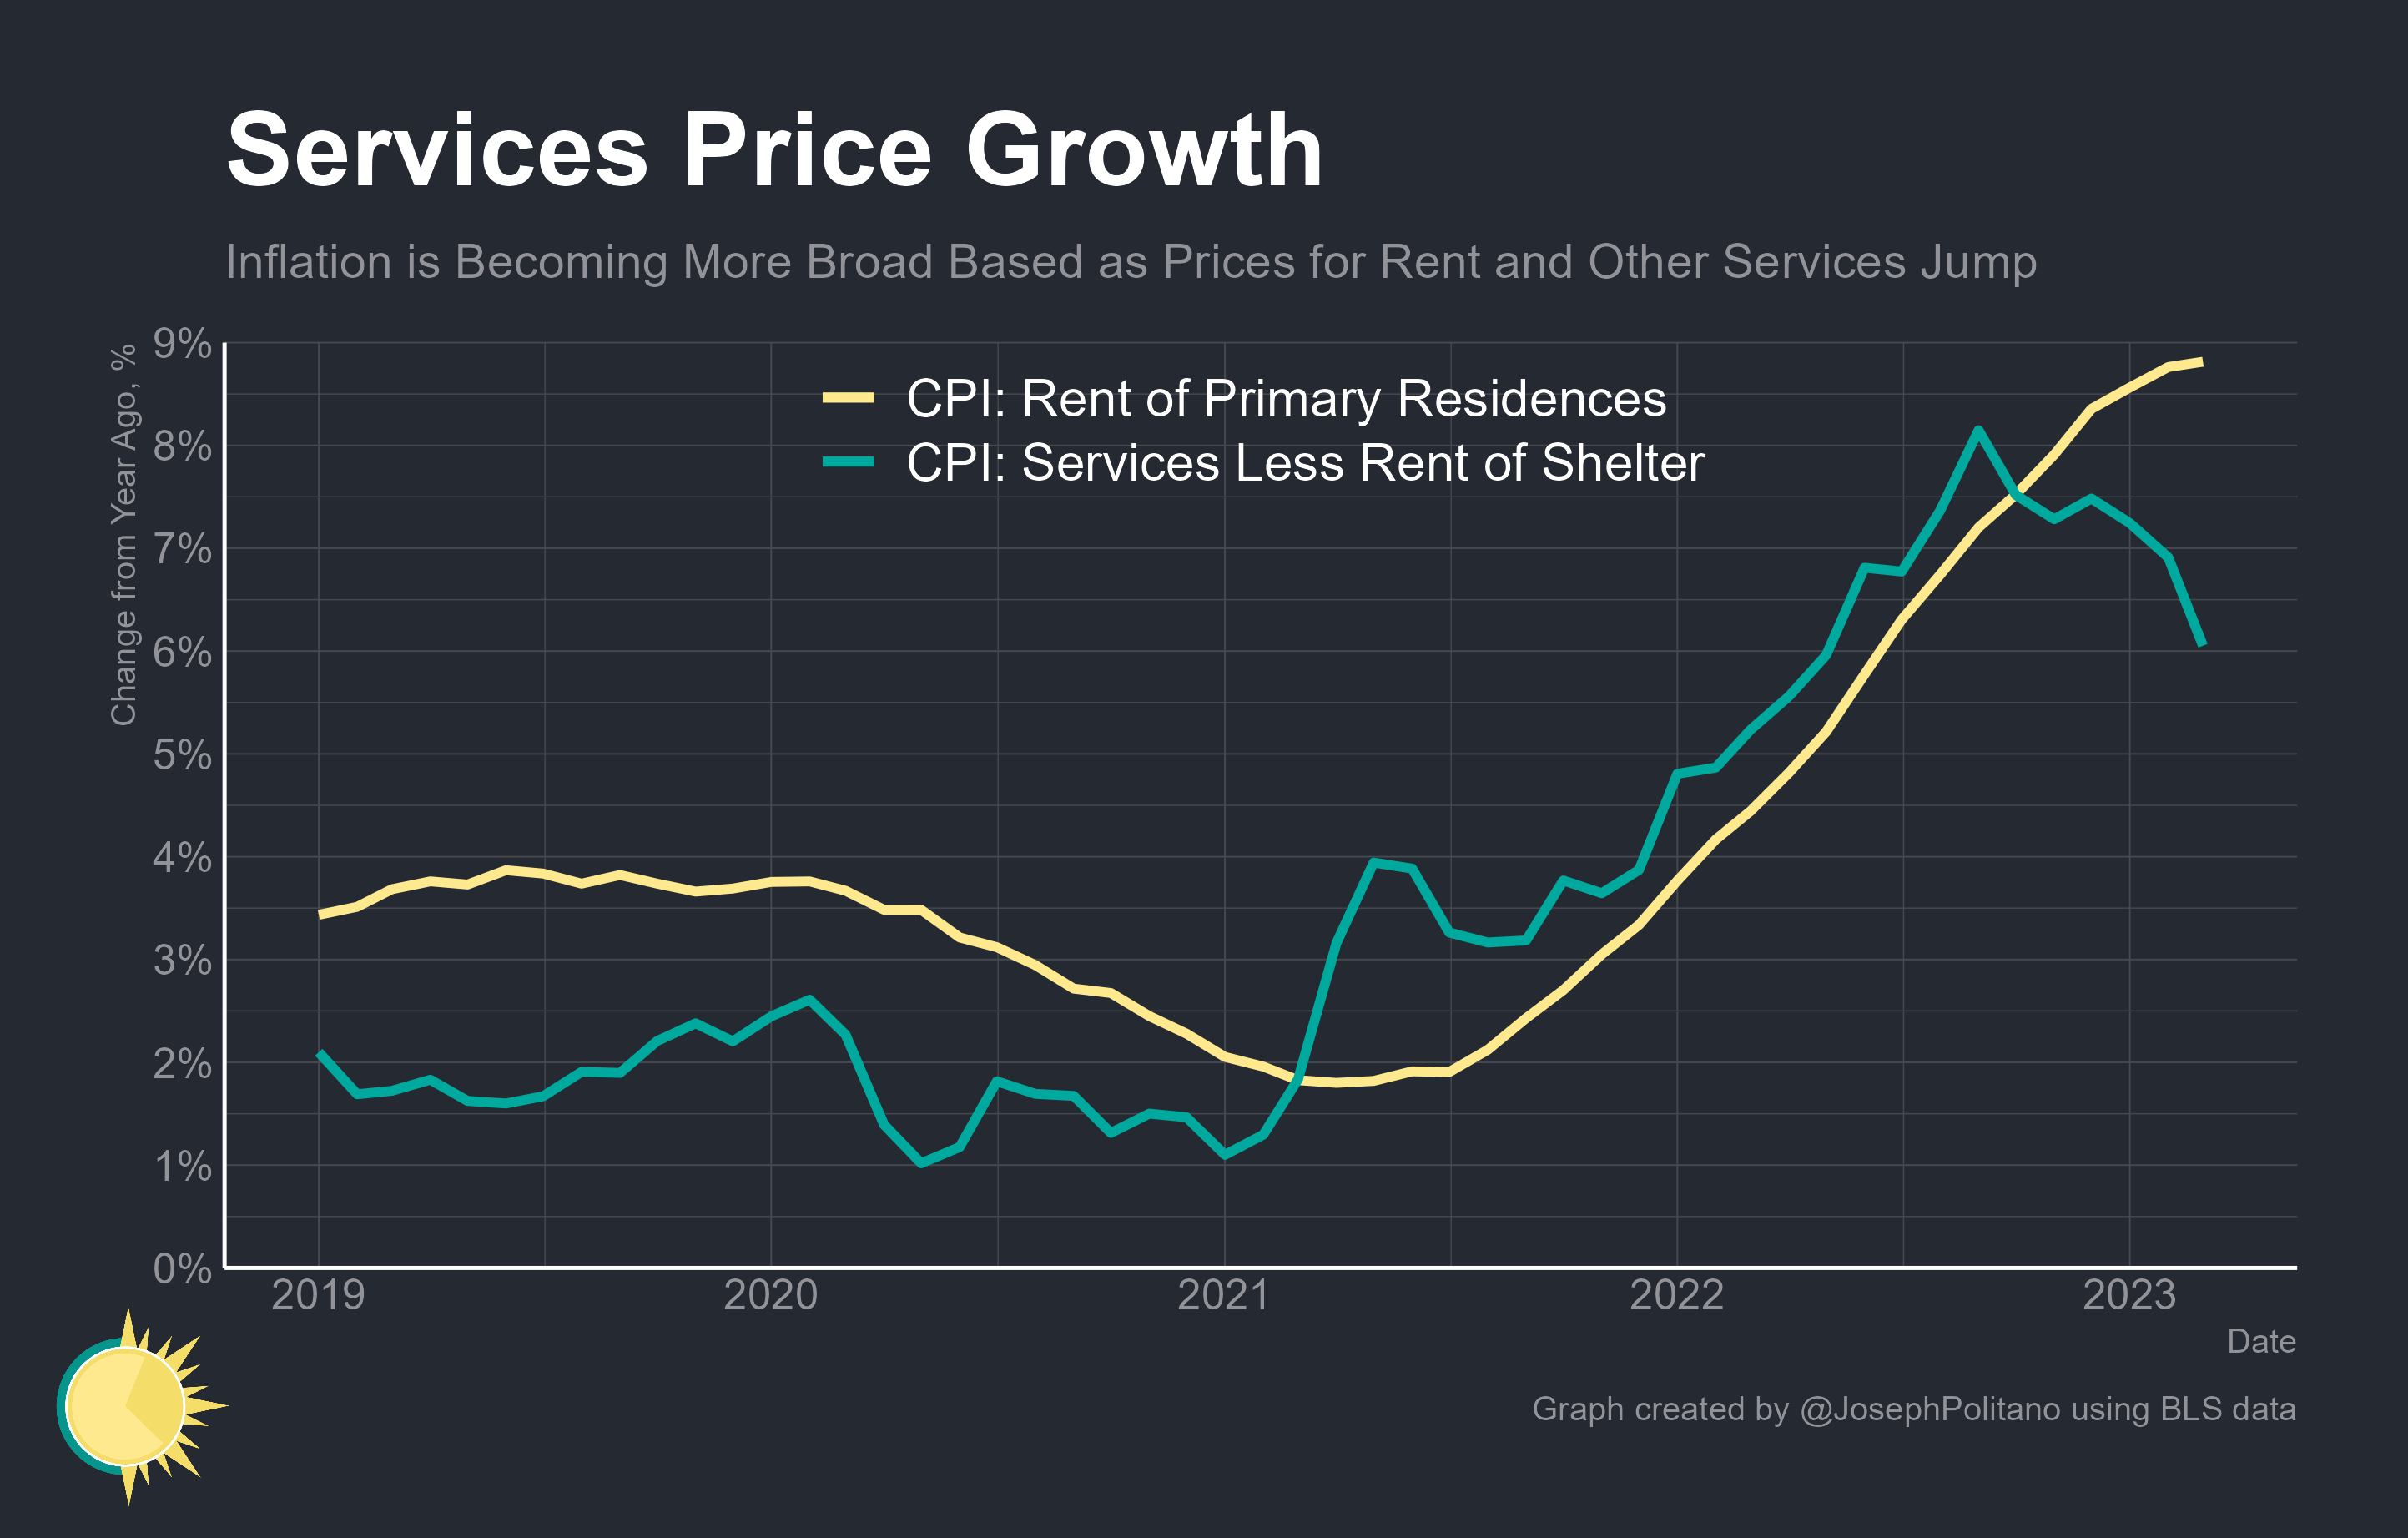 Services Price Growth
Inflation is Becoming More Broad Based as Prices for Rent and Other Services Jump
Change from Year Ago, %
9%
8%
7%
6%
5%
4%
3%
2%
1%
0%
CPI: Rent of Primary Residences
CPI: Services Less Rent of Shelter
2019
2020
2021
2022
2023
Date
Graph created by @JosephPolitano using BLS data